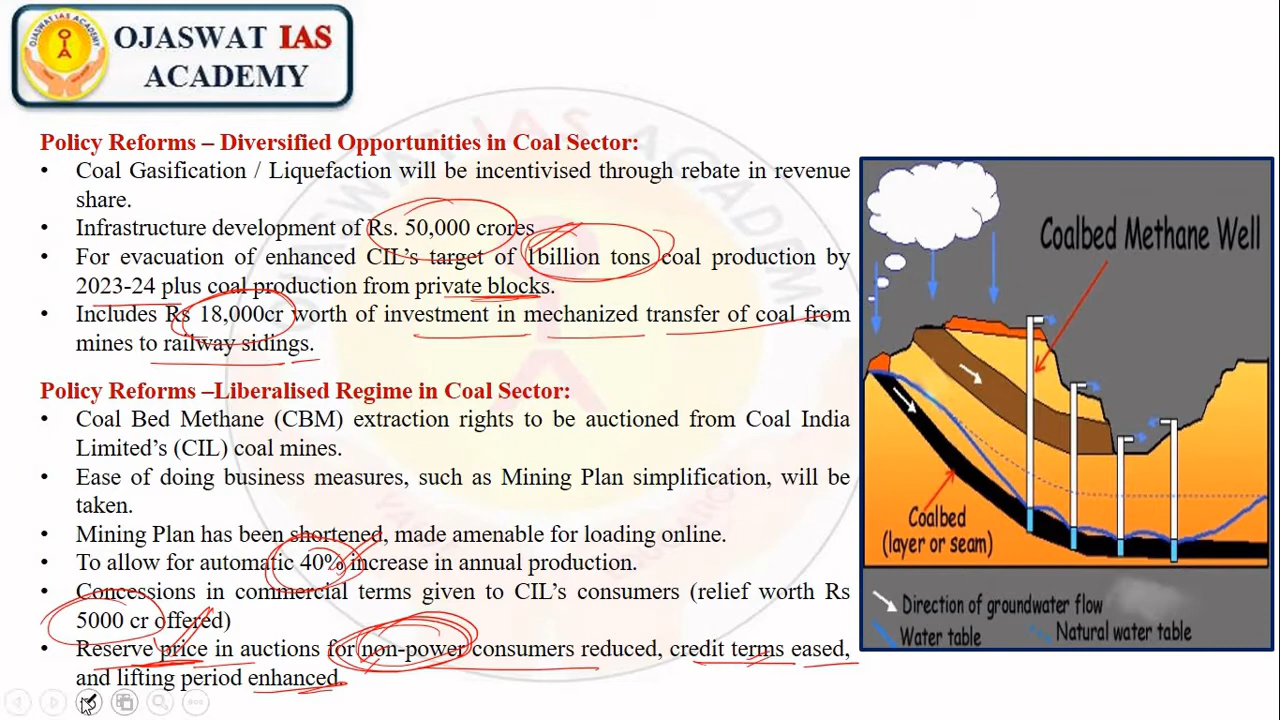 OJASWAT IAS
ACADEMY
Policy Reforms – Diversified Opportunities in Coal Sector:
• Coal Gasification / Liquefaction will be incentivised through rebate in revenue
share.
• Infrastructure development of Rs. 50,000 crores
• For evacuation of enhanced CIL's target of 1billion tons coal production by
2023-24 plus coal production from private blocks.
• Includes Rs 18,000cr worth of investment in mechanized transfer of coal from
mines to railway sidings.
Policy Reforms –Liberalised Regime in Coal Sector:
• Coal Bed Methane (CBM) extraction rights to be auctioned from Coal India
Limited's (CIL) coal mines.
• Ease of doing business measures, such as Mining Plan simplification, will be
taken.
• Mining Plan has been shortened, made amenable for loading online.
• To allow for automatic 40% increase in annual production.
• Concessions in commercial terms given to CIL's consumers (relief worth Rs
5000 cr offered)
• Reserve price in auctions for non-power consumers reduced, credit terms eased,
and lifting period enhanced.
Coalbed Methane Well
Coalbed
(layer or seam)
Direction of groundwater flow
Water table
Natural water table